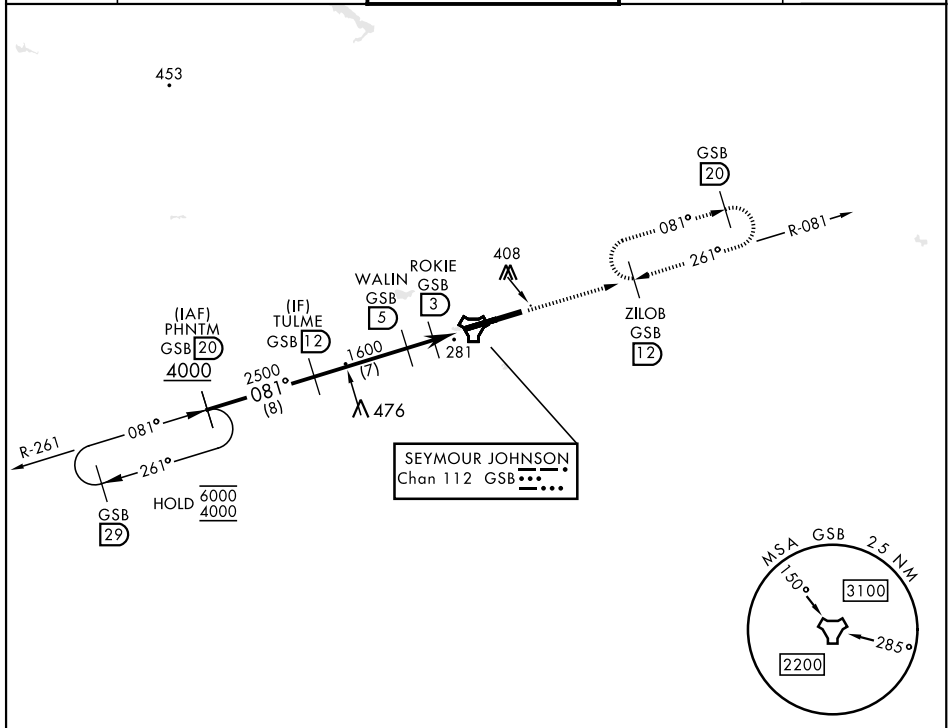 453
GSB
20
081°
261°
R-081
408
ROKIE
GSB
3
WALIN
GSB
5
ZILOB
GSB
12
(IF)
TULME
GSB 12
(IAF)
PHNTM
GSB 20
4000
281
1600
(7)
2500
081°
(8)
476
081°
R-261
261°
HOLD 6000
4000
GSB
29
SEYMOUR JOHNSON
Chan 112 GSB
MSA GSB 25 NM
150°
3100
285°
2200